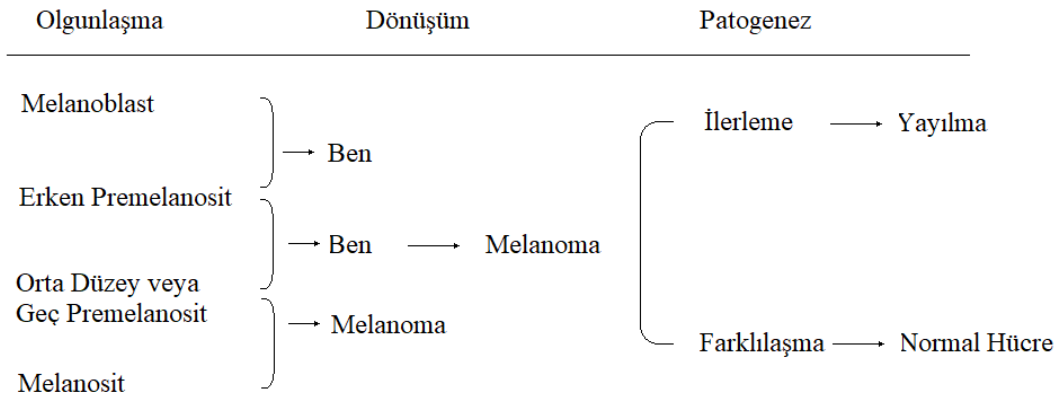 Olgunlaşma Dönüşüm Patogenez
Melanoblast
İlerleme Yayılma
Ben
Erken Premelanosit
Ben Melanoma
Orta Düzey veya
Geç Premelanosit
Melanoma
Farklılaşma Normal Hücre
Melanosit